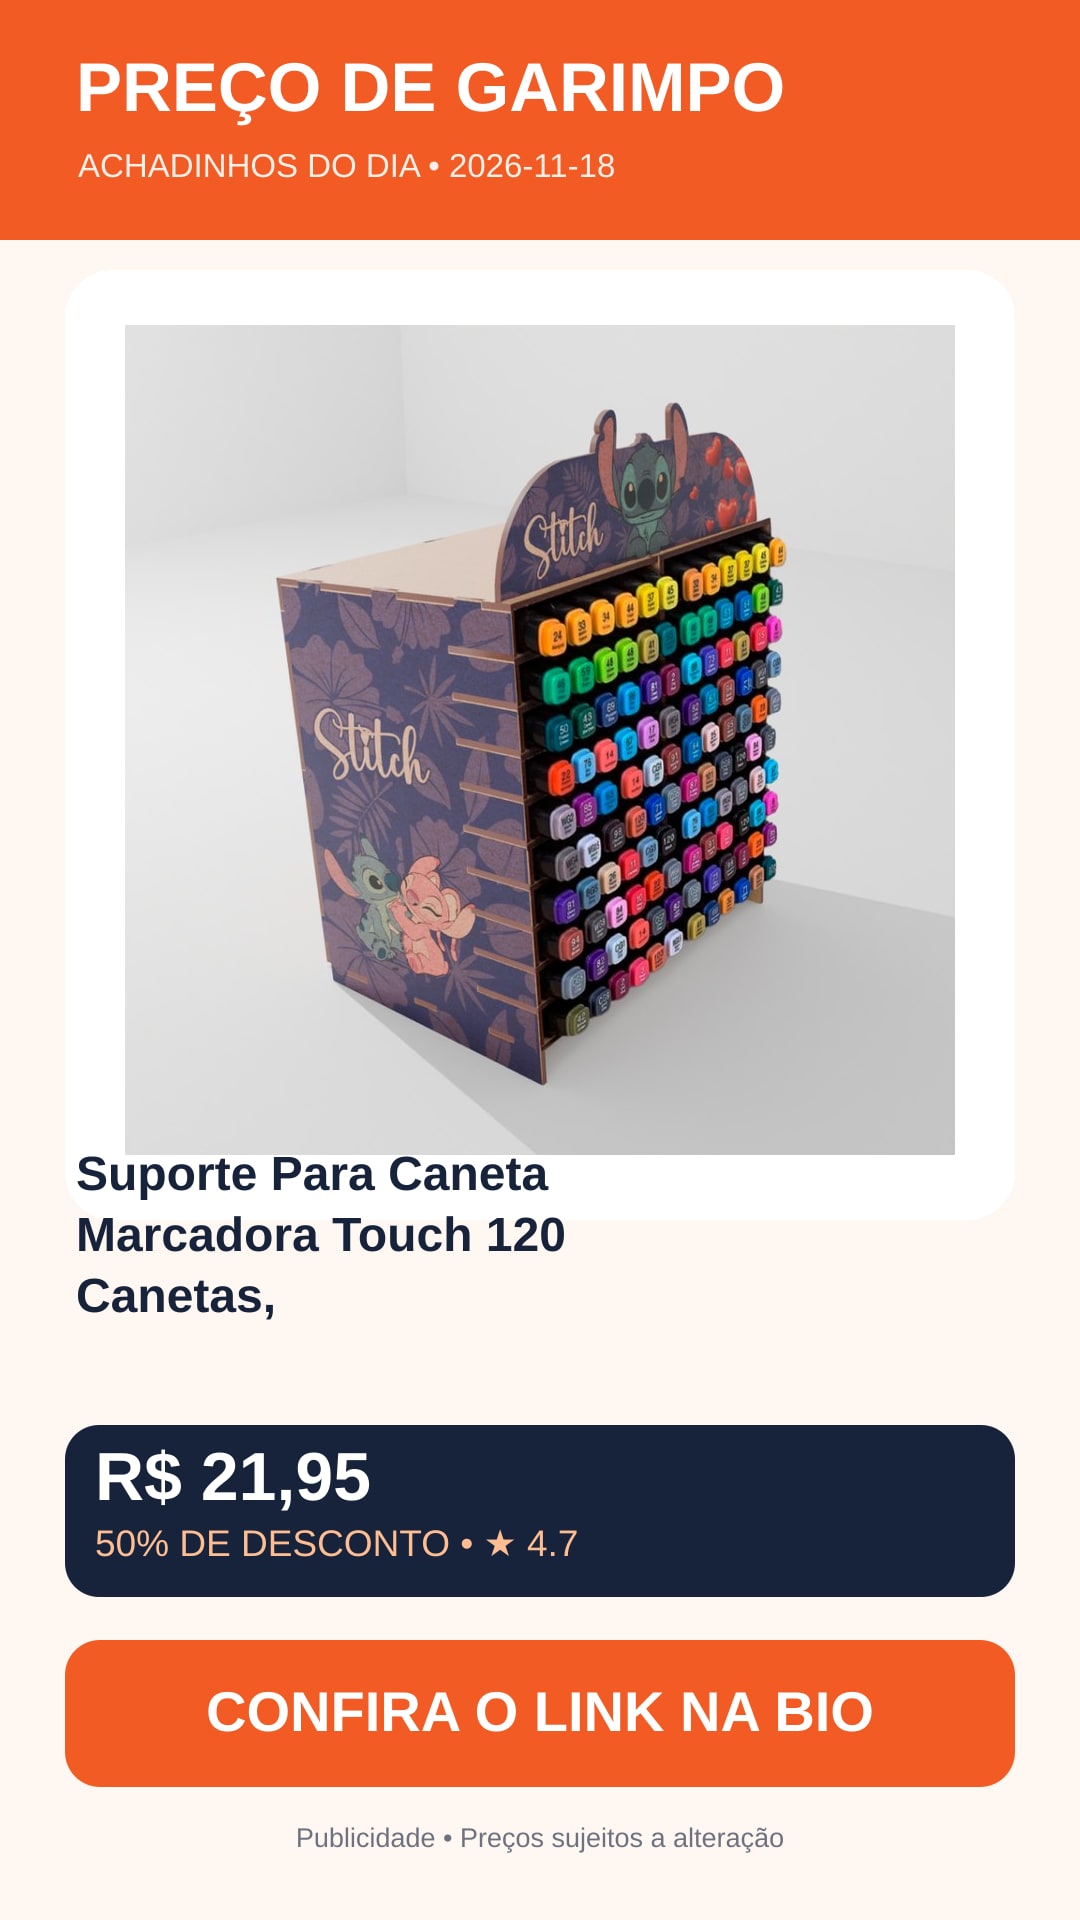 PREÇO DE GARIMPO
ACHADINHOS DO DIA • 2026-11-18
Stitch
Stitch
Suporte Para Caneta
Marcadora Touch 120
Canetas,
R$ 21,95
50% DE DESCONTO • ★ 4.7
CONFIRA O LINK NA BIO
Publicidade • Preços sujeitos a alteração